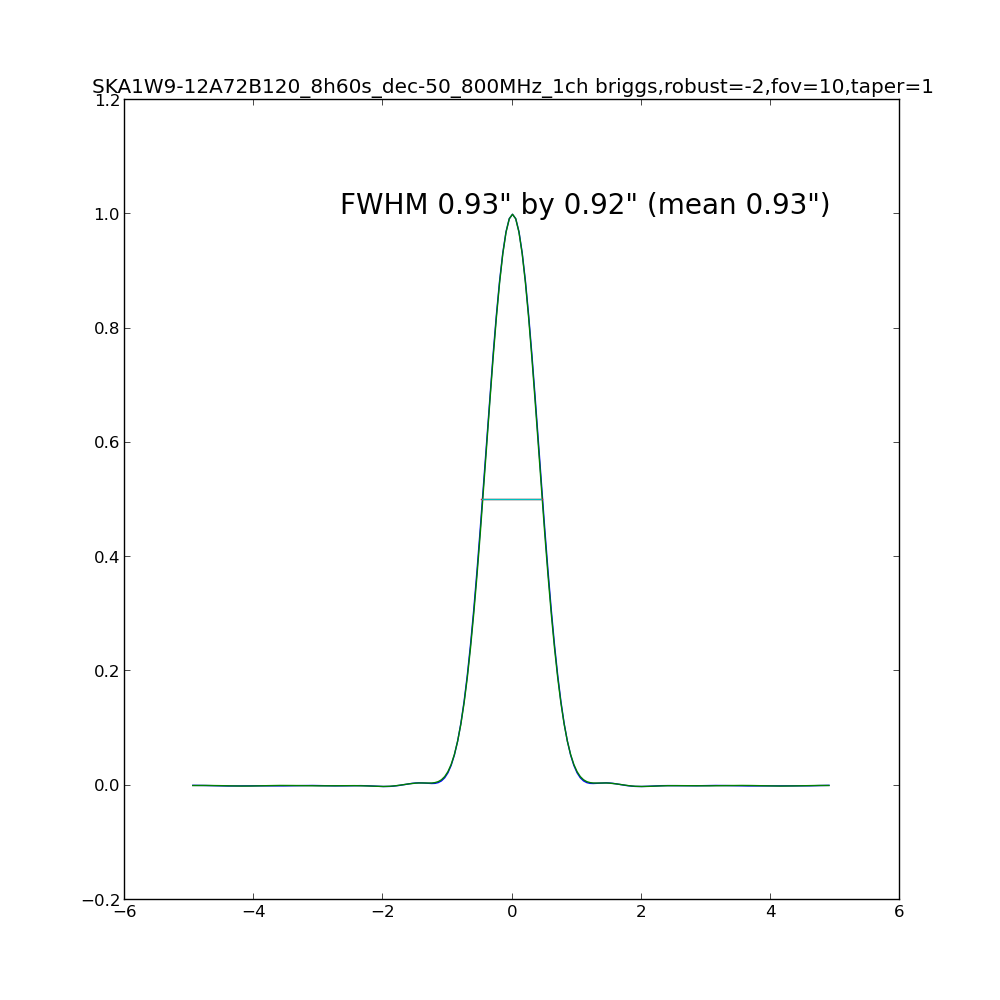 SKA1W9-12A72B120_8h60s_dec-50_800MHz_1ch briggs,robust=-2,fov=10,taper=1
1.2
FWHM 0.93" by 0.92" (mean 0.93")
1.0
0.8
0.6
0.4
0.2
0.0
−0.2
−6 −4 −2 0 2 4 6